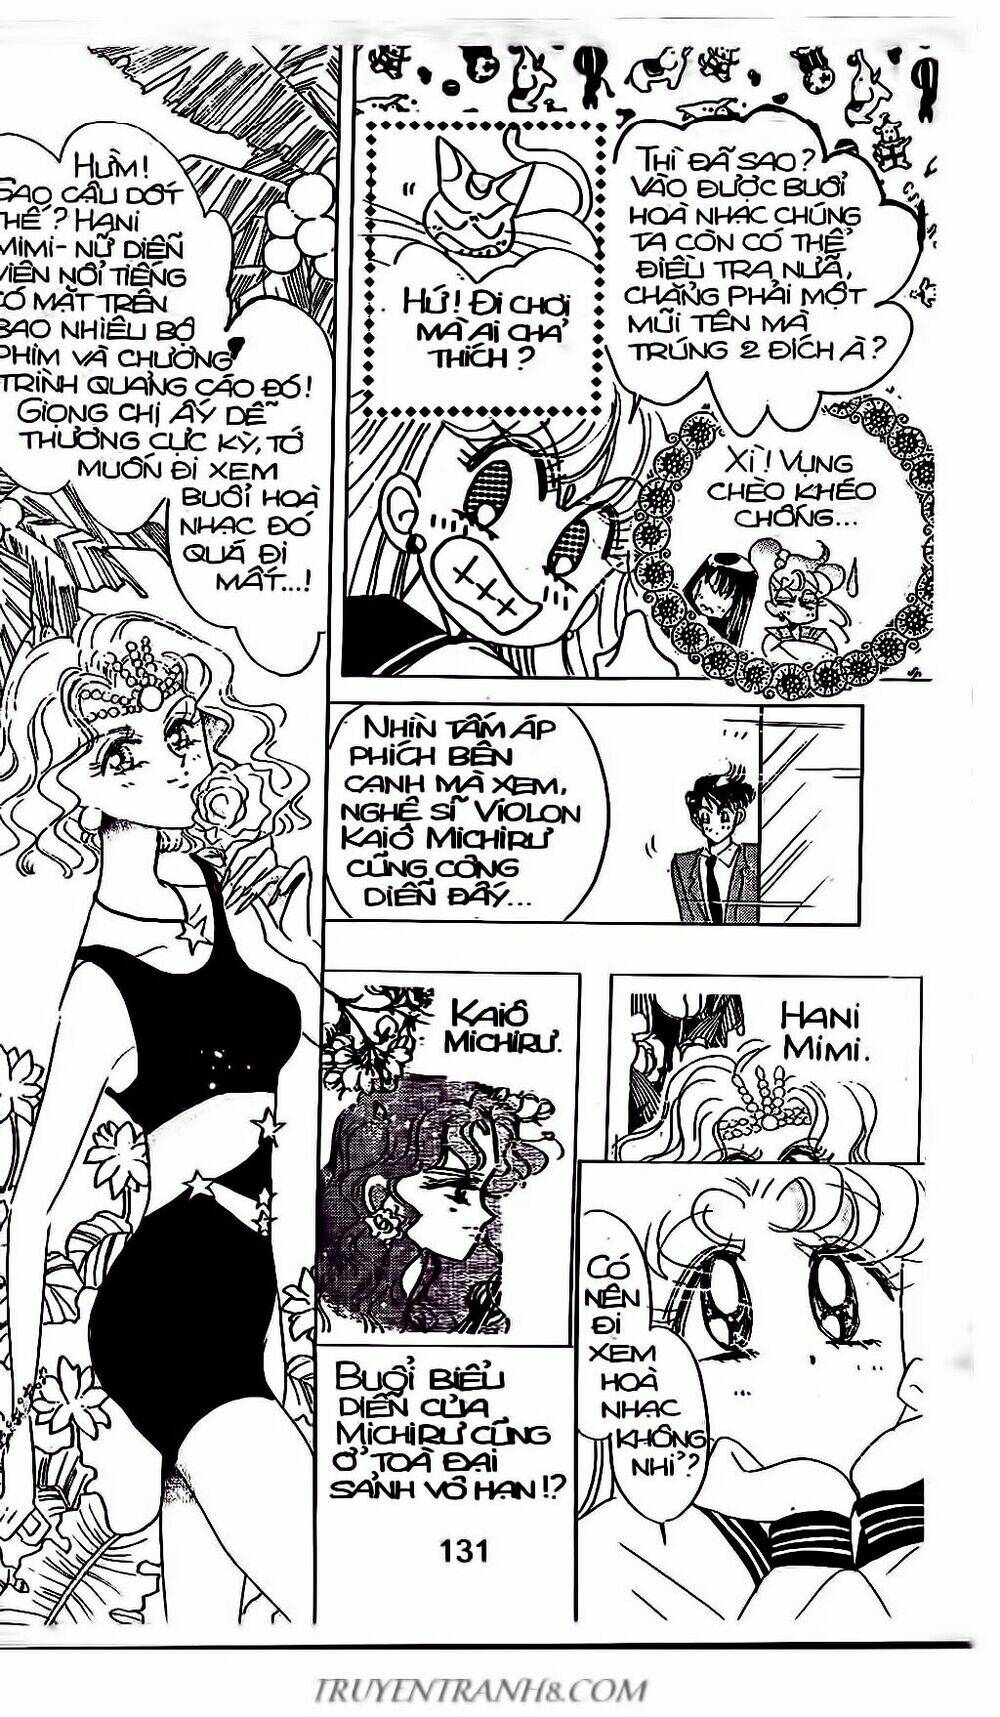 Hừm!
Sao cậu dốt
thế? Hani
Mimi - nữ diễn
viên nổi tiếng
có mặt trên
bao nhiêu bộ
phim và chương
trình quảng cáo đó!
Giọng chị ấy dễ
thương cực kỳ, tớ
muốn đi xem
buổi hoà
nhạc đó
quá đi
mất...!
Hứ! Đi chơi
mà ai chả
thích?
Thì đã sao?
Vào được buổi
hoà nhạc chúng
ta còn có thể
điều tra nữa,
chẳng phải một
mũi tên mà
trúng 2 đích à?
Xì! Vụng
chèo khéo
chống...
Nhìn tấm áp
phích bên
cạnh mà xem,
nghệ sĩ violon
Kaiô Michirư
cũng công
diễn đấy...
Kaiô
Michirư.
Hani
Mimi.
Buổi biểu
diễn của
Michirư cũng
ở toà đại
sảnh vô hạn!?
Có
nên
đi
xem
hoà
nhạc
không
nhỉ?
131
TRUYENTRANH8.COM